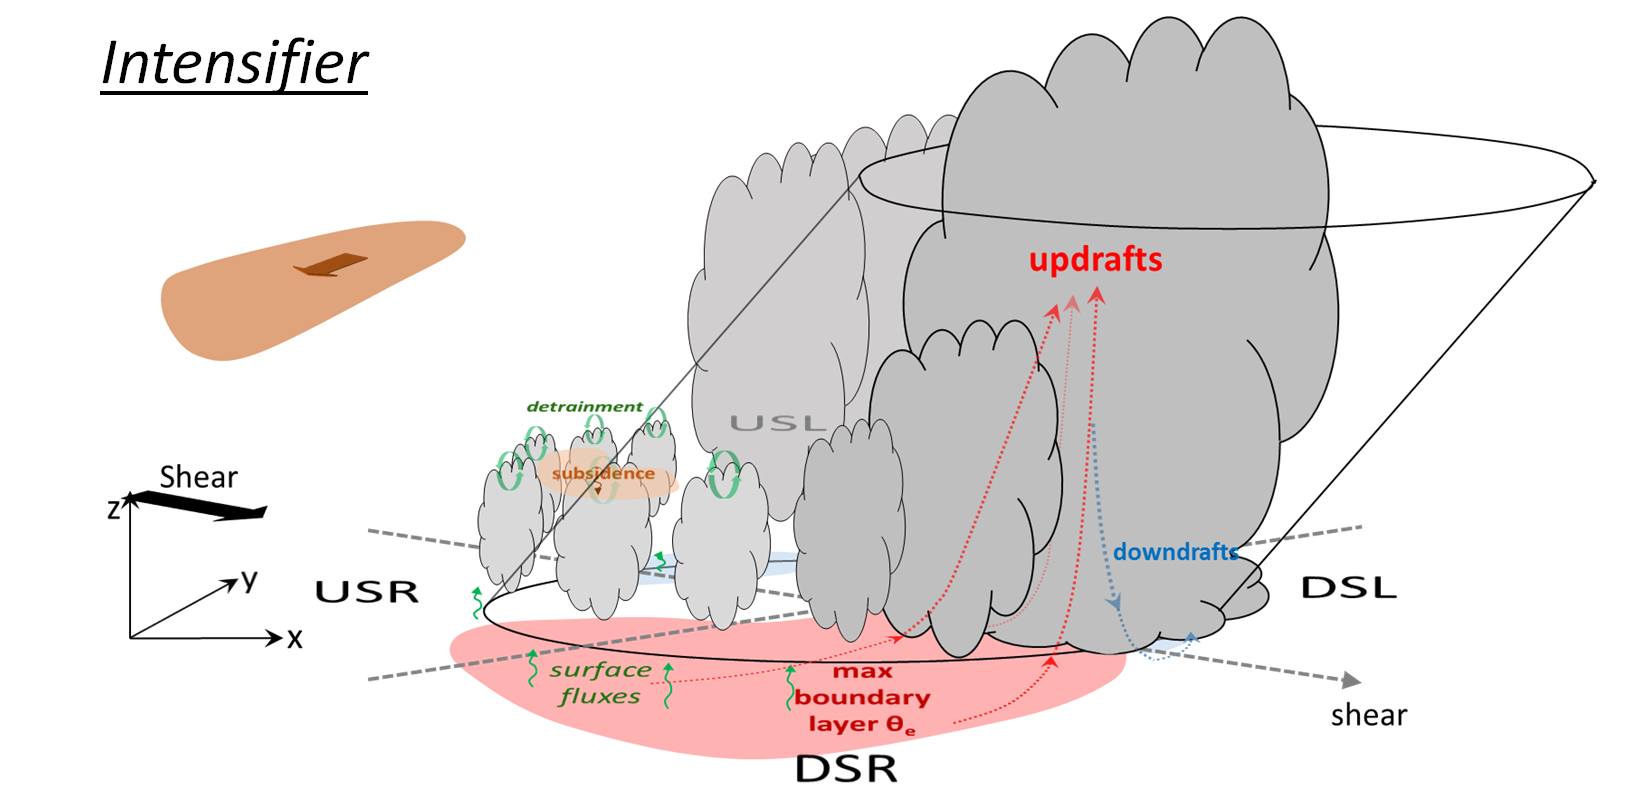 Intensifier
updrafts
detrainment
USL
subsidence
Shear
z
y
x
USR
downdrafts
DSL
surface
fluxes
max
boundary
layer θe
shear
DSR